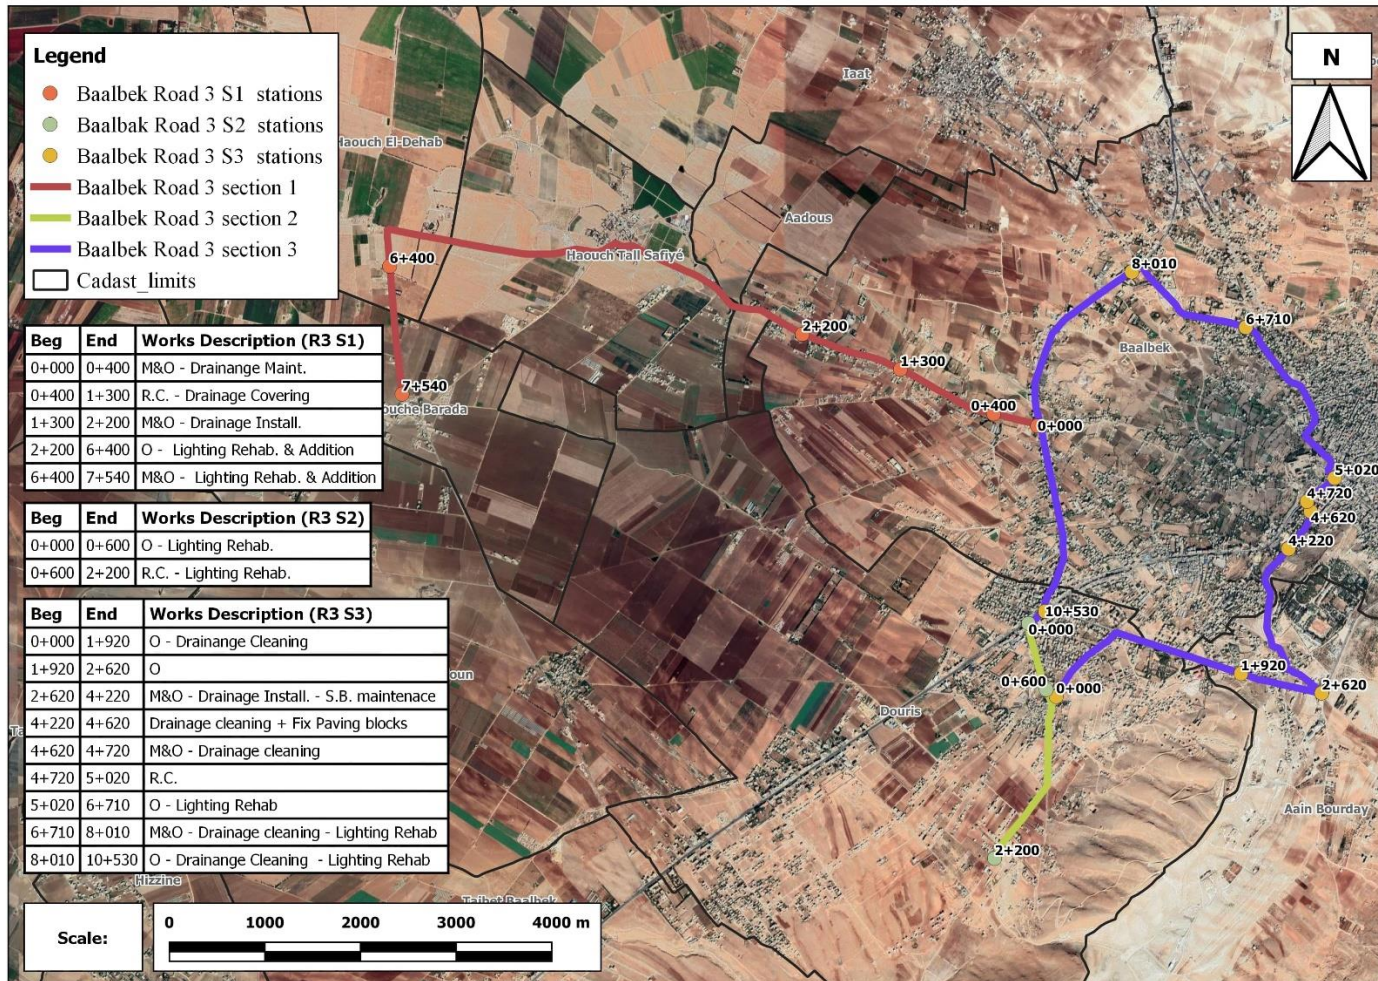 Legend
Baalbek Road 3 S1 stations
Baalbak Road 3 S2 stations
Baalbek Road 3 S3 stations
Baalbek Road 3 section 1
Baalbek Road 3 section 2
Baalbek Road 3 section 3
Cadast_limits
N
Iaat
Haouch El-Dehab
Aadous
Haouch Tall Safiyé
6+400
8+010
2+200
6+710
Baalbek
1+300
7+540
ouche Barada
0+400
0+000
5+020
4+720
4+620
4+220
10+530
0+000
0+600
0+000
1+920
2+620
oun
Douris
2+200
Aain Bourday
Beg End Works Description (R3 S1)
0+000 0+400 M&O - Drainange Maint.
0+400 1+300 R.C. - Drainage Covering
1+300 2+200 M&O - Drainage Install.
2+200 6+400 O - Lighting Rehab. & Addition
6+400 7+540 M&O - Lighting Rehab. & Addition
Beg End Works Description (R3 S2)
0+000 0+600 O - Lighting Rehab.
0+600 2+200 R.C. - Lighting Rehab.
Beg End Works Description (R3 S3)
0+000 1+920 O - Drainange Cleaning
1+920 2+620 O
2+620 4+220 M&O - Drainage Install. - S.B. maintenace
4+220 4+620 Drainage cleaning + Fix Paving blocks
4+620 4+720 M&O - Drainage cleaning
4+720 5+020 R.C.
5+020 6+710 O - Lighting Rehab
6+710 8+010 M&O - Drainage cleaning - Lighting Rehab
8+010 10+530 O - Drainange Cleaning - Lighting Rehab
Hizzine
Taibet Baalbek
Scale:
0 1000 2000 3000 4000 m